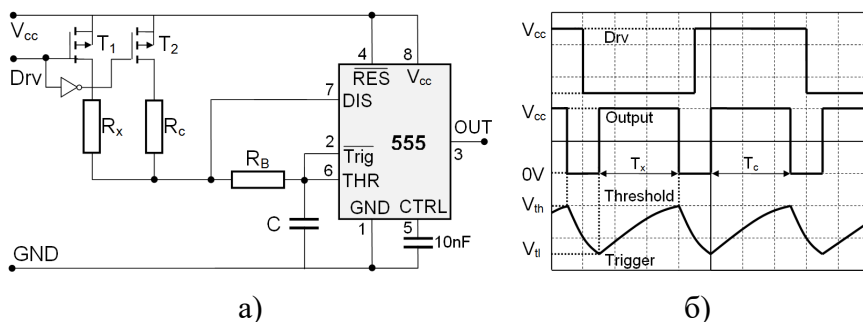 Vcc
T1
T2
Drv
Rx
Rc
RB
C
GND
4
8
RES
Vcc
7
DIS
2
Trig
555
OUT
3
6
THR
GND
CTRL
1
5
10nF
а)
Vcc
Drv
Vcc
Output
0V
Tx
Tc
Threshold
Vth
Vtl
Trigger
б)